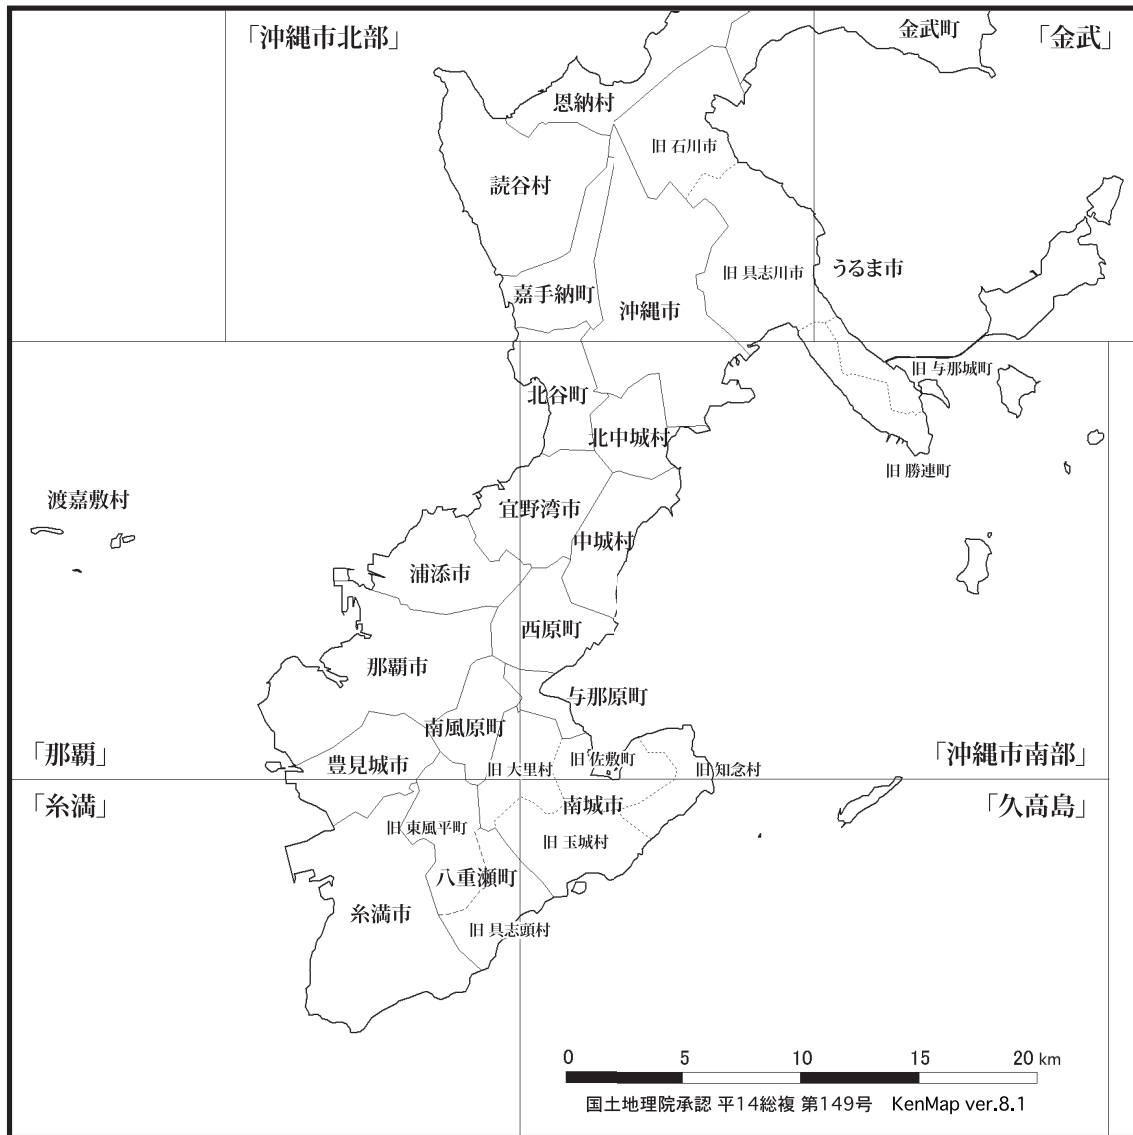 「沖縄市北部」
金武町
「金武」
恩納村
旧 石川市
読谷村
旧 具志川市
うるま市
嘉手納町
沖縄市
旧 与那城町
北谷町
北中城村
旧 勝連町
渡嘉敷村
宜野湾市
中城村
浦添市
西原町
那覇市
与那原町
南風原町
「那覇」
豊見城市
旧 大里村
旧 佐敷町
旧 知念村
「沖縄市南部」
「糸満」
南城市
「久高島」
旧 東風平町
旧 玉城村
八重瀬町
糸満市
旧 具志頭村
0 5 10 15 20 km
国土地理院承認 平14総複 第149号 KenMap ver.8.1